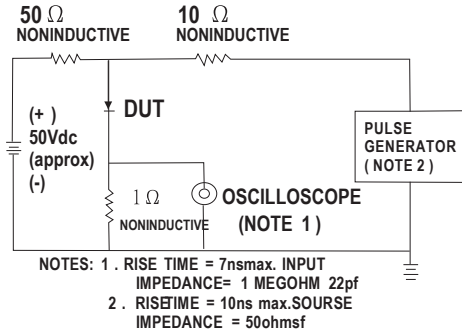 50 Ω
NONINDUCTIVE
10 Ω
NONINDUCTIVE
(+ )
50Vdc
(approx)
(-)
DUT
PULSE
GENERATOR
( NOTE 2 )
1 Ω
NONINDUCTIVE
OSCILLOSCOPE
(NOTE 1 )
NOTES: 1 . RISE TIME = 7nsmax. INPUT
IMPEDANCE= 1 MEGOHM 22pf
2 . RISETIME = 10ns max.SOURSE
IMPEDANCE = 50ohmsf